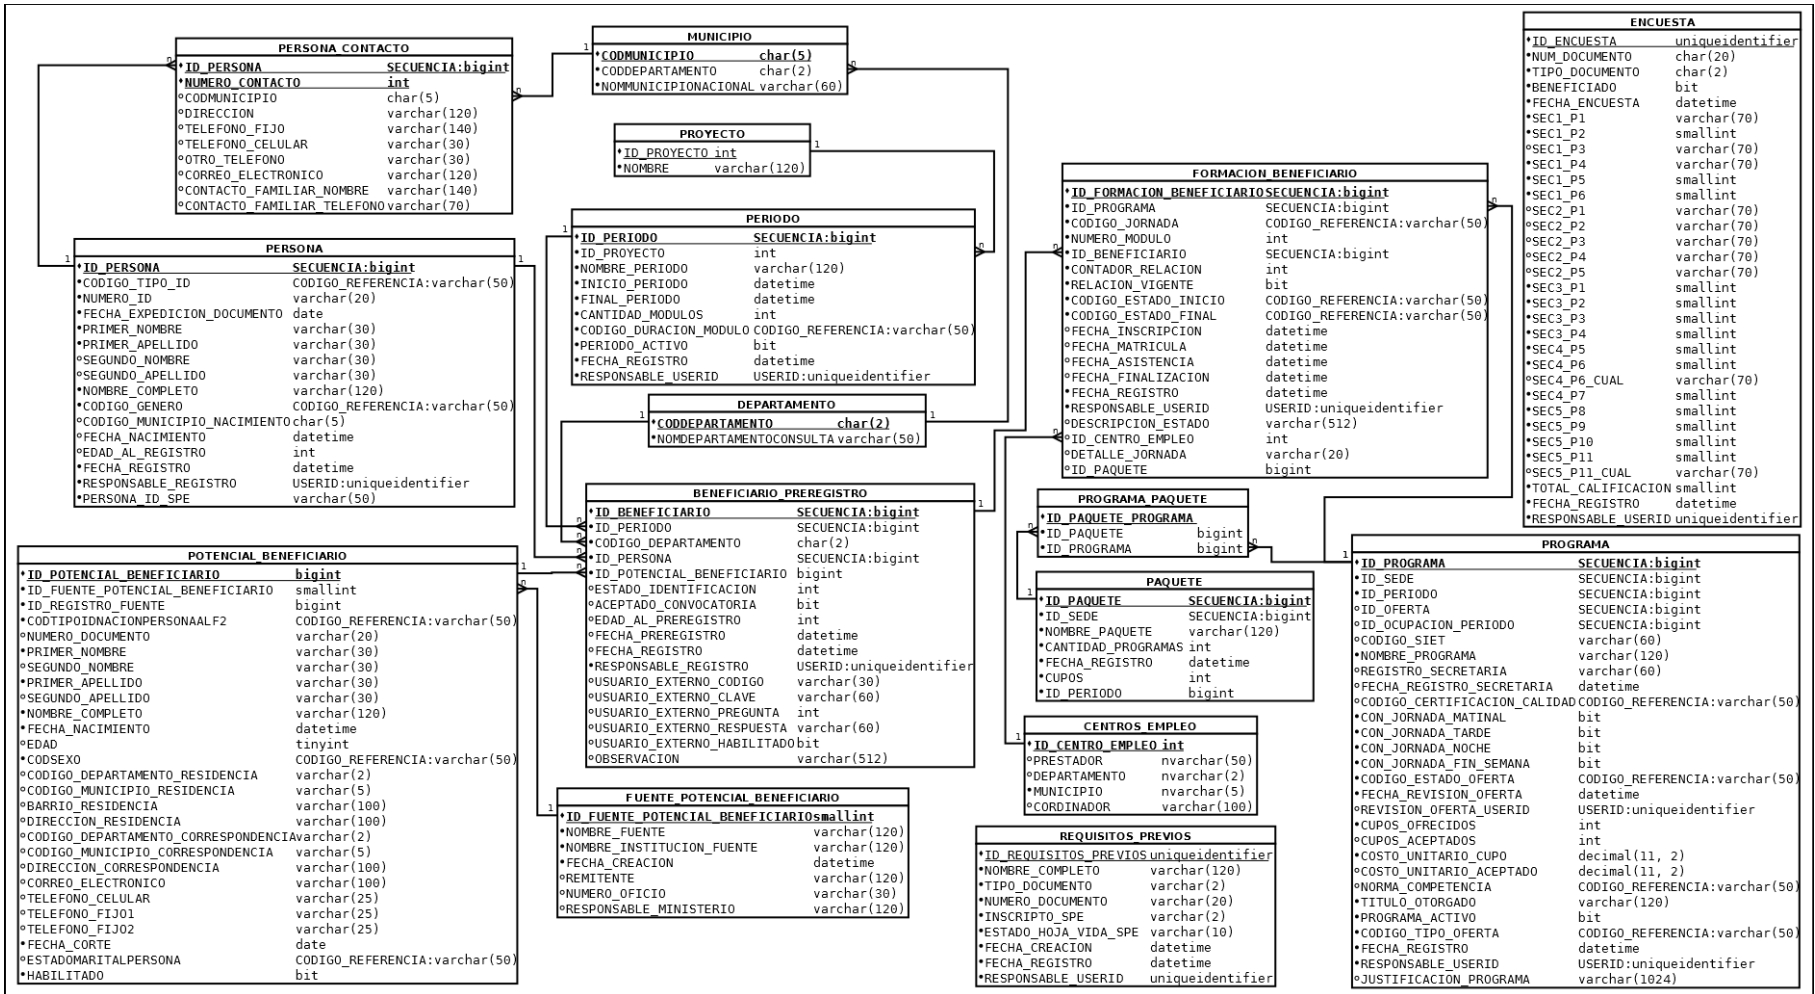 PERSONA_CONTACTO
ID_PERSONA SECUENCIA:bigint
NUMERO_CONTACTO int
CODMUNICIPIO char(5)
DIRECCION varchar(120)
TELEFONO_FIJO varchar(140)
TELEFONO_CELULAR varchar(30)
OTRO_TELEFONO varchar(30)
CORREO_ELECTRONICO varchar(120)
CONTACTO_FAMILIAR_NOMBRE varchar(140)
CONTACTO_FAMILIAR_TELEFONO varchar(70)
MUNICIPIO
CODMUNICIPIO char(5)
CODDEPARTAMENTO char(2)
NOMMUNICIPIONACIONAL varchar(60)
PROYECTO
ID_PROYECTO int
NOMBRE varchar(120)
PERIODO
ID_PERIODO SECUENCIA:bigint
ID_PROYECTO int
NOMBRE_PERIODO varchar(120)
INICIO_PERIODO datetime
FINAL_PERIODO datetime
CANTIDAD_MODULOS int
CODIGO_DURACION_MODULO CODIGO_REFERENCIA:varchar(50)
PERIODO_ACTIVO bit
FECHA_REGISTRO datetime
RESPONSABLE_USERID USERID:uniqueidentifier
PERSONA
ID_PERSONA SECUENCIA:bigint
CODIGO_TIPO_ID CODIGO_REFERENCIA:varchar(50)
NUMERO_ID varchar(20)
FECHA_EXPEDICION_DOCUMENTO date
PRIMER_NOMBRE varchar(30)
PRIMER_APELLIDO varchar(30)
SEGUNDO_NOMBRE varchar(30)
SEGUNDO_APELLIDO varchar(30)
NOMBRE_COMPLETO varchar(120)
CODIGO_GENERO CODIGO_REFERENCIA:varchar(50)
CODIGO_MUNICIPIO_NACIMIENTO char(5)
FECHA_NACIMIENTO datetime
EDAD_AL_REGISTRO int
FECHA_REGISTRO datetime
RESPONSABLE_REGISTRO USERID:uniqueidentifier
PERSONA_ID_SPE varchar(50)
DEPARTAMENTO
CODDEPARTAMENTO char(2)
NOMDEPARTAMENTOCONSULTA varchar(50)
FORMACION_BENEFICIARIO
ID_FORMACION_BENEFICIARIO SECUENCIA:bigint
ID_PROGRAMA SECUENCIA:bigint
CODIGO_JORNADA CODIGO_REFERENCIA:varchar(50)
NUMERO_MODULO int
ID_BENEFICIARIO SECUENCIA:bigint
CONTADOR_RELACION int
RELACION_VIGENTE bit
CODIGO_ESTADO_INICIO CODIGO_REFERENCIA:varchar(50)
CODIGO_ESTADO_FINAL CODIGO_REFERENCIA:varchar(50)
FECHA_INSCRIPCION datetime
FECHA_MATRICULA datetime
FECHA_ASISTENCIA datetime
FECHA_FINALIZACION datetime
FECHA_REGISTRO datetime
RESPONSABLE_USERID USERID:uniqueidentifier
DESCRIPCION_ESTADO varchar(512)
ID_CENTRO_EMPLEO int
DETALLE_JORNADA varchar(20)
ID_PAQUETE bigint
ENCUESTA
ID_ENCUESTA uniqueidentifier
NUM_DOCUMENTO char(20)
TIPO_DOCUMENTO char(2)
BENEFICIADO bit
FECHA_ENCUESTA datetime
SEC1_P1 varchar(70)
SEC1_P2 smallint
SEC1_P3 varchar(70)
SEC1_P4 varchar(70)
SEC1_P5 smallint
SEC1_P6 smallint
SEC2_P1 varchar(70)
SEC2_P2 varchar(70)
SEC2_P3 varchar(70)
SEC2_P4 varchar(70)
SEC2_P5 varchar(70)
SEC3_P1 smallint
SEC3_P2 smallint
SEC3_P3 smallint
SEC3_P4 smallint
SEC4_P5 smallint
SEC4_P6 smallint
SEC4_P6_CUAL varchar(70)
SEC4_P7 smallint
SEC5_P8 smallint
SEC5_P9 smallint
SEC5_P10 smallint
SEC5_P11 smallint
SEC5_P11_CUAL varchar(70)
TOTAL_CALIFICACION smallint
FECHA_REGISTRO datetime
RESPONSABLE_USERID uniqueidentifier
BENEFICIARIO_PREREGISTRO
ID_BENEFICIARIO SECUENCIA:bigint
ID_PERIODO SECUENCIA:bigint
CODIGO_DEPARTAMENTO char(2)
ID_PERSONA SECUENCIA:bigint
ID_POTENCIAL_BENEFICIARIO bigint
ESTADO_IDENTIFICACION int
ACEPTADO_CONVOCATORIA bit
EDAD_AL_PREREGISTRO int
FECHA_PREREGISTRO datetime
FECHA_REGISTRO datetime
RESPONSABLE_REGISTRO USERID:uniqueidentifier
USUARIO_EXTERNO_CODIGO varchar(30)
USUARIO_EXTERNO_CLAVE varchar(60)
USUARIO_EXTERNO_PREGUNTA int
USUARIO_EXTERNO_RESPUESTA varchar(60)
USUARIO_EXTERNO_HABILITADO bit
OBSERVACION varchar(512)
PROGRAMA_PAQUETE
ID_PAQUETE_PROGRAMA
ID_PAQUETE bigint
ID_PROGRAMA bigint
PAQUETE
ID_PAQUETE SECUENCIA:bigint
ID_SEDE SECUENCIA:bigint
NOMBRE_PAQUETE varchar(120)
CANTIDAD_PROGRAMAS int
FECHA_REGISTRO datetime
CUPOS int
ID_PERIODO bigint
POTENCIAL_BENEFICIARIO
ID_POTENCIAL_BENEFICIARIO bigint
ID_FUENTE_POTENCIAL_BENEFICIARIO smallint
ID_REGISTRO_FUENTE bigint
CODTIPOIDNACIONPERSONAALF2 CODIGO_REFERENCIA:varchar(50)
NUMERO_DOCUMENTO varchar(20)
PRIMER_NOMBRE varchar(30)
SEGUNDO_NOMBRE varchar(30)
PRIMER_APELLIDO varchar(30)
SEGUNDO_APELLIDO varchar(30)
NOMBRE_COMPLETO varchar(120)
FECHA_NACIMIENTO datetime
EDAD tinyint
CODSEXO CODIGO_REFERENCIA:varchar(50)
CODIGO_DEPARTAMENTO_RESIDENCIA varchar(2)
CODIGO_MUNICIPIO_RESIDENCIA varchar(5)
BARRIO_RESIDENCIA varchar(100)
DIRECCION_RESIDENCIA varchar(100)
CODIGO_DEPARTAMENTO_CORRESPONDENCIA varchar(2)
CODIGO_MUNICIPIO_CORRESPONDENCIA varchar(5)
DIRECCION_CORRESPONDENCIA varchar(100)
CORREO_ELECTRONICO varchar(100)
TELEFONO_CELULAR varchar(25)
TELEFONO_FIJO1 varchar(25)
TELEFONO_FIJO2 varchar(25)
FECHA_CORTE date
ESTADOMARITALPERSONA CODIGO_REFERENCIA:varchar(50)
HABILITADO bit
FUENTE_POTENCIAL_BENEFICIARIO
ID_FUENTE_POTENCIAL_BENEFICIARIO smallint
NOMBRE_FUENTE varchar(120)
NOMBRE_INSTITUCION_FUENTE varchar(120)
FECHA_CREACION datetime
REMITENTE varchar(120)
NUMERO_OFICIO varchar(30)
RESPONSABLE_MINISTERIO varchar(120)
CENTROS_EMPLEO
ID_CENTRO_EMPLEO int
PRESTADOR nvarchar(50)
DEPARTAMENTO nvarchar(2)
MUNICIPIO nvarchar(5)
CORDINADOR varchar(100)
REQUISITOS_PREVIOS
ID_REQUISITOS_PREVIOS uniqueidentifier
NOMBRE_COMPLETO varchar(120)
TIPO_DOCUMENTO varchar(2)
NUMERO_DOCUMENTO varchar(20)
INSCRIPTO_SPE varchar(2)
ESTADO_HOJA_VIDA_SPE varchar(10)
FECHA_CREACION datetime
FECHA_REGISTRO datetime
RESPONSABLE_USERID uniqueidentifier
PROGRAMA
ID_PROGRAMA SECUENCIA:bigint
ID_SEDE SECUENCIA:bigint
ID_PERIODO SECUENCIA:bigint
ID_OFERTA SECUENCIA:bigint
ID_OCUPACION_PERIODO SECUENCIA:bigint
CODIGO_SIET varchar(60)
NOMBRE_PROGRAMA varchar(120)
REGISTRO_SECRETARIA varchar(60)
FECHA_REGISTRO_SECRETARIA datetime
CODIGO_CERTIFICACION_CALIDAD CODIGO_REFERENCIA:varchar(50)
CON_JORNADA_MATINAL bit
CON_JORNADA_TARDE bit
CON_JORNADA_NOCHE bit
CON_JORNADA_FIN_SEMANA bit
CODIGO_ESTADO_OFERTA CODIGO_REFERENCIA:varchar(50)
FECHA_REVISION_OFERTA datetime
REVISION_OFERTA_USERID USERID:uniqueidentifier
CUPOS_OFRECIDOS int
CUPOS_ACEPTADOS int
COSTO_UNITARIO_CUPO decimal(11, 2)
COSTO_UNITARIO_ACEPTADO decimal(11, 2)
NORMA_COMPETENCIA CODIGO_REFERENCIA:varchar(50)
TITULO_OTORGADO varchar(120)
PROGRAMA_ACTIVO bit
CODIGO_TIPO_OFERTA CODIGO_REFERENCIA:varchar(50)
FECHA_REGISTRO datetime
RESPONSABLE_USERID USERID:uniqueidentifier
JUSTIFICACION_PROGRAMA varchar(1024)